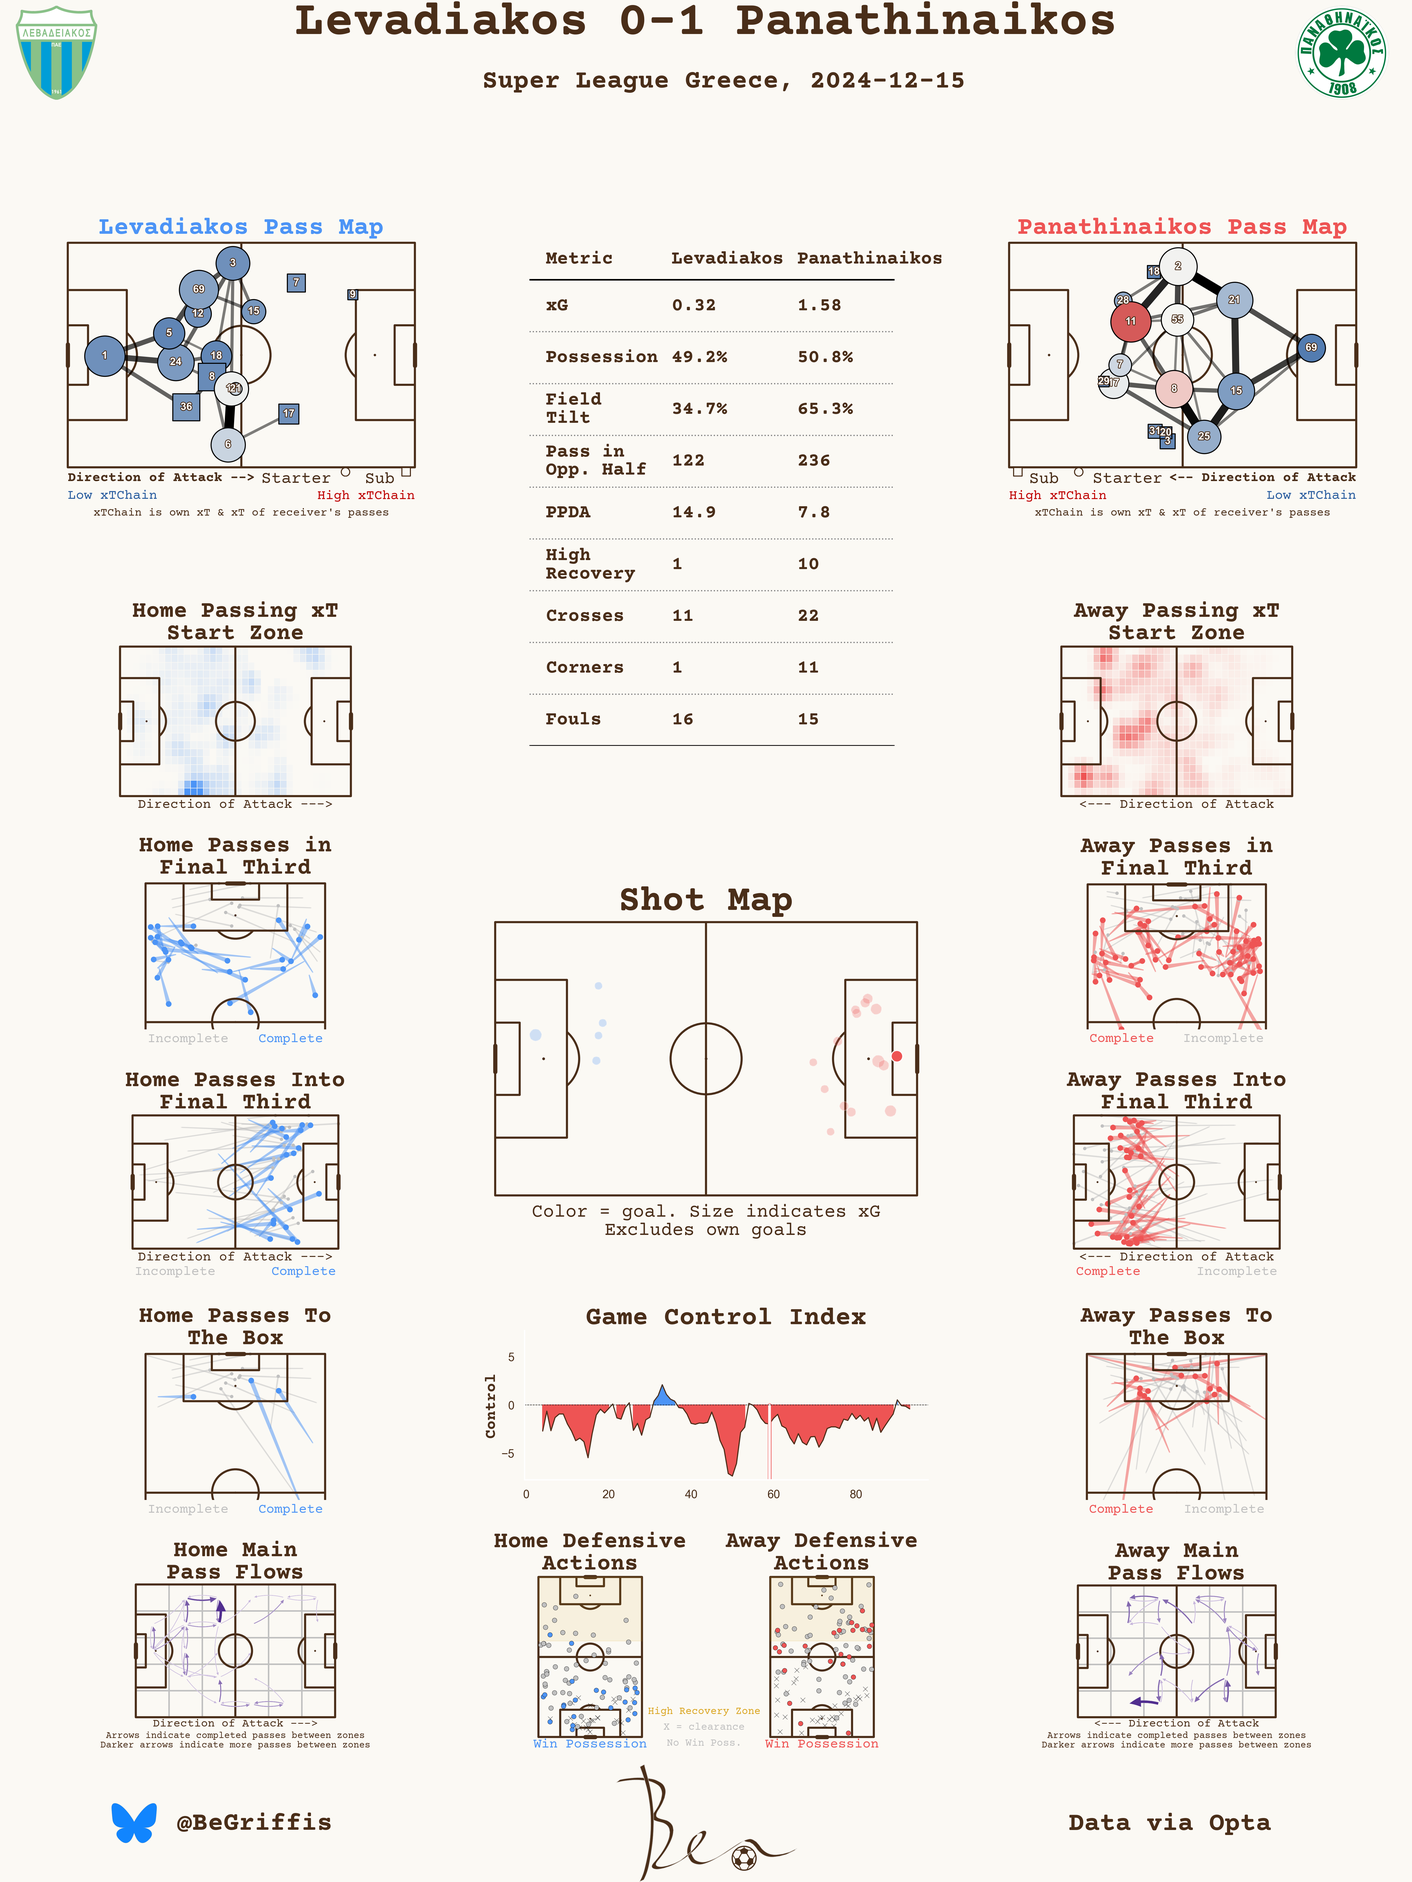 Levadiakos 0-1 Panathinaikos
Super League Greece, 2024-12-15
ΛΕΒΑΔΕΙΑΚΟΣ
ΠΑΕ
1961
ΠΑΝΑΘΗΝΑΪΚΟΣ
1908
Levadiakos Pass Map
3
7
9
69
12
15
5
1
24
18
8
21
36
17
6
Direction of Attack --> Starter Sub
Low xTChain High xTChain
xTChain is own xT & xT of receiver's passes
Metric Levadiakos Panathinaikos
xG 0.32 1.58
Possession 49.2% 50.8%
Field
Tilt 34.7% 65.3%
Pass in
Opp. Half 122 236
PPDA 14.9 7.8
High
Recovery 1 10
Crosses 11 22
Corners 1 11
Fouls 16 15
Panathinaikos Pass Map
18
2
28
21
11
55
69
7
29
17
8
15
31
20
3
25
Sub Starter <-- Direction of Attack
High xTChain Low xTChain
xTChain is own xT & xT of receiver's passes
Home Passing xT
Start Zone
Direction of Attack --->
Away Passing xT
Start Zone
<--- Direction of Attack
Home Passes in
Final Third
Incomplete Complete
Shot Map
Color = goal. Size indicates xG
Excludes own goals
Away Passes in
Final Third
Complete Incomplete
Home Passes Into
Final Third
Direction of Attack --->
Incomplete Complete
Away Passes Into
Final Third
<--- Direction of Attack
Complete Incomplete
Home Passes To
The Box
Incomplete Complete
Game Control Index
Control
5
0
−5
0 20 40 60 80
Away Passes To
The Box
Complete Incomplete
Home Main
Pass Flows
Direction of Attack --->
Arrows indicate completed passes between zones
Darker arrows indicate more passes between zones
Home Defensive
Actions
Win Possession
Away Defensive
Actions
Win Possession
High Recovery Zone
X = clearance
No Win Poss.
Away Main
Pass Flows
<--- Direction of Attack
Arrows indicate completed passes between zones
Darker arrows indicate more passes between zones
@BeGriffis
Ben
Data via Opta